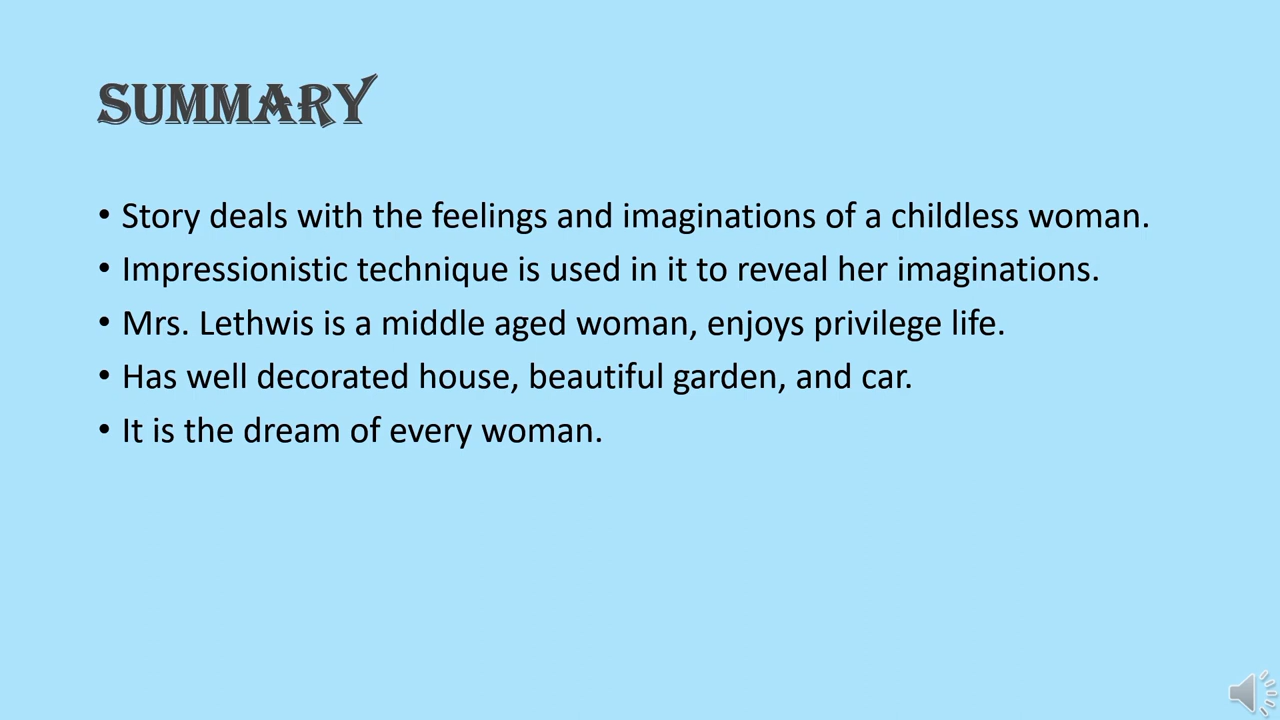 SUMMARY
• Story deals with the feelings and imaginations of a childless woman.
• Impressionistic technique is used in it to reveal her imaginations.
• Mrs. Lethwis is a middle aged woman, enjoys privilege life.
• Has well decorated house, beautiful garden, and car.
• It is the dream of every woman.